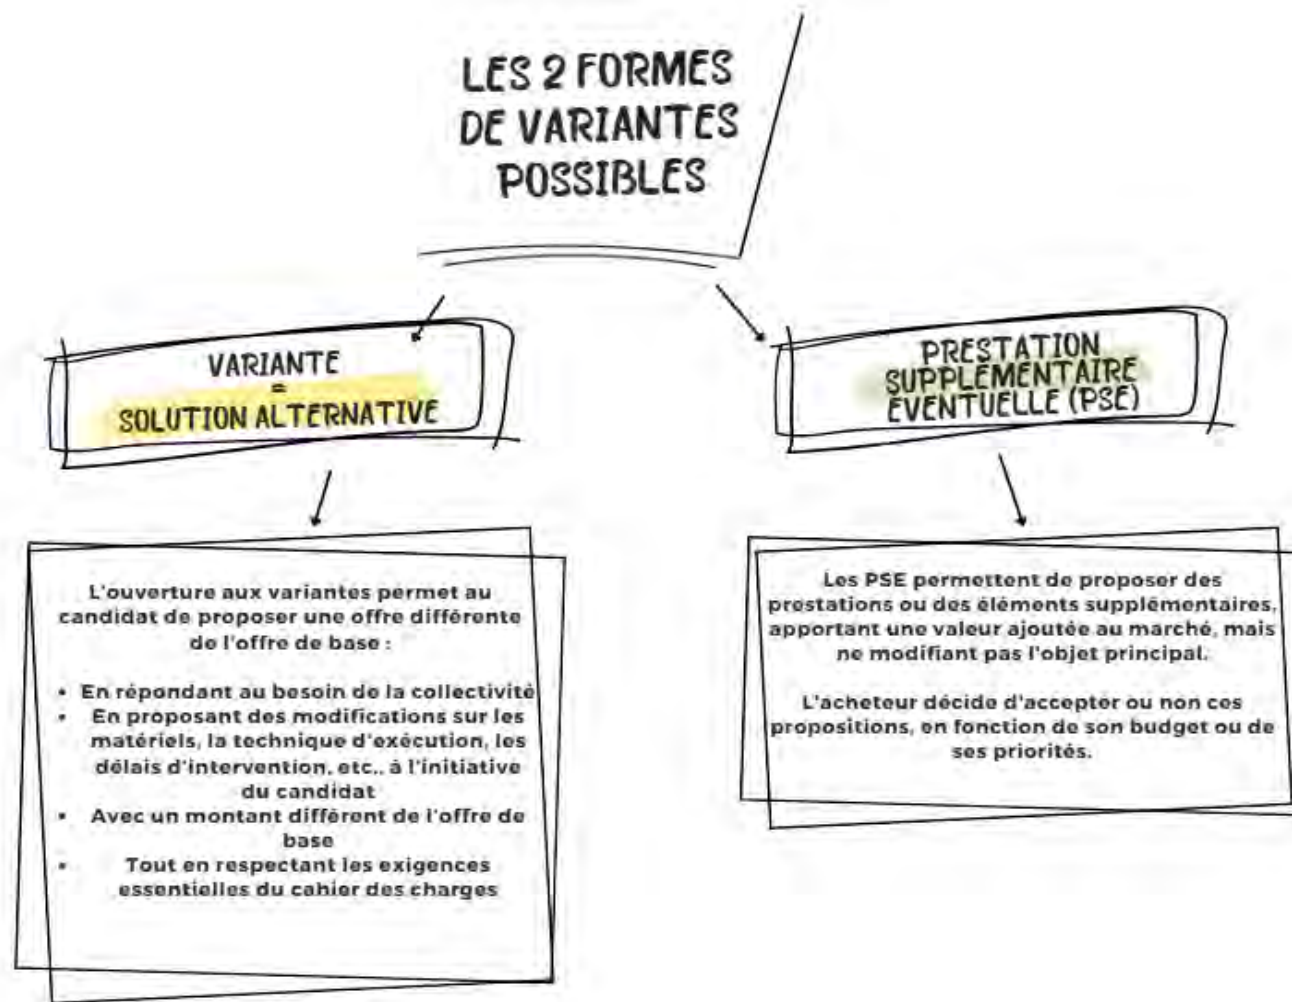 LES 2 FORMES
DE VARIANTES
POSSIBLES
VARIANTE
=
SOLUTION ALTERNATIVE
L'ouverture aux variantes permet au
candidat de proposer une offre différente
de l'offre de base :
• En répondant au besoin de la collectivité
• En proposant des modifications sur les
matériels, la technique d'exécution, les
délais d'intervention, etc., à l'initiative
du candidat
• Avec un montant différent de l'offre de
base
• Tout en respectant les exigences
essentielles du cahier des charges
PRESTATION
SUPPLÉMENTAIRE
ÉVENTUELLE (PSE)
Les PSE permettent de proposer des
prestations ou des éléments supplémentaires,
apportant une valeur ajoutée au marché, mais
ne modifiant pas l'objet principal.
L'acheteur décide d'accepter ou non ces
propositions, en fonction de son budget ou de
ses priorités.